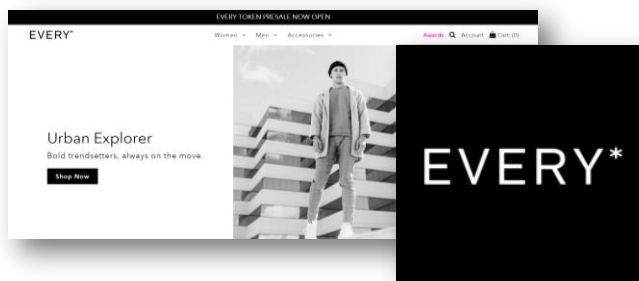 EVERY TOKEN PRESALE NOW OPEN
EVERY*
Women Men Accessories
Awards Account Cart (0)
Urban Explorer
Bold trendsetters, always on the move.
Shop Now
EVERY*